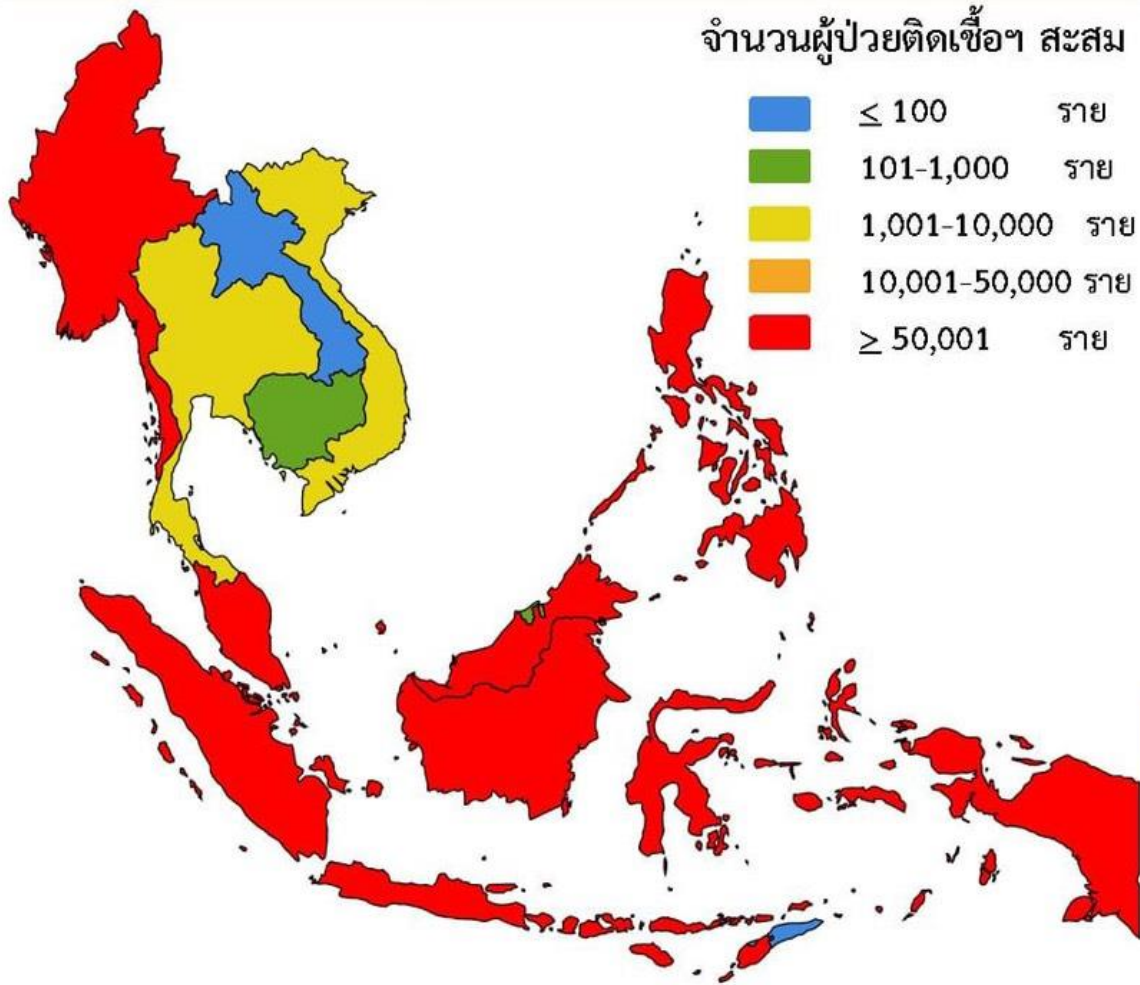 จำนวนผู้ป่วยติดเชื้อฯ สะสม
≤ 100 ราย
101-1,000 ราย
1,001-10,000 ราย
10,001-50,000 ราย
≥ 50,001 ราย